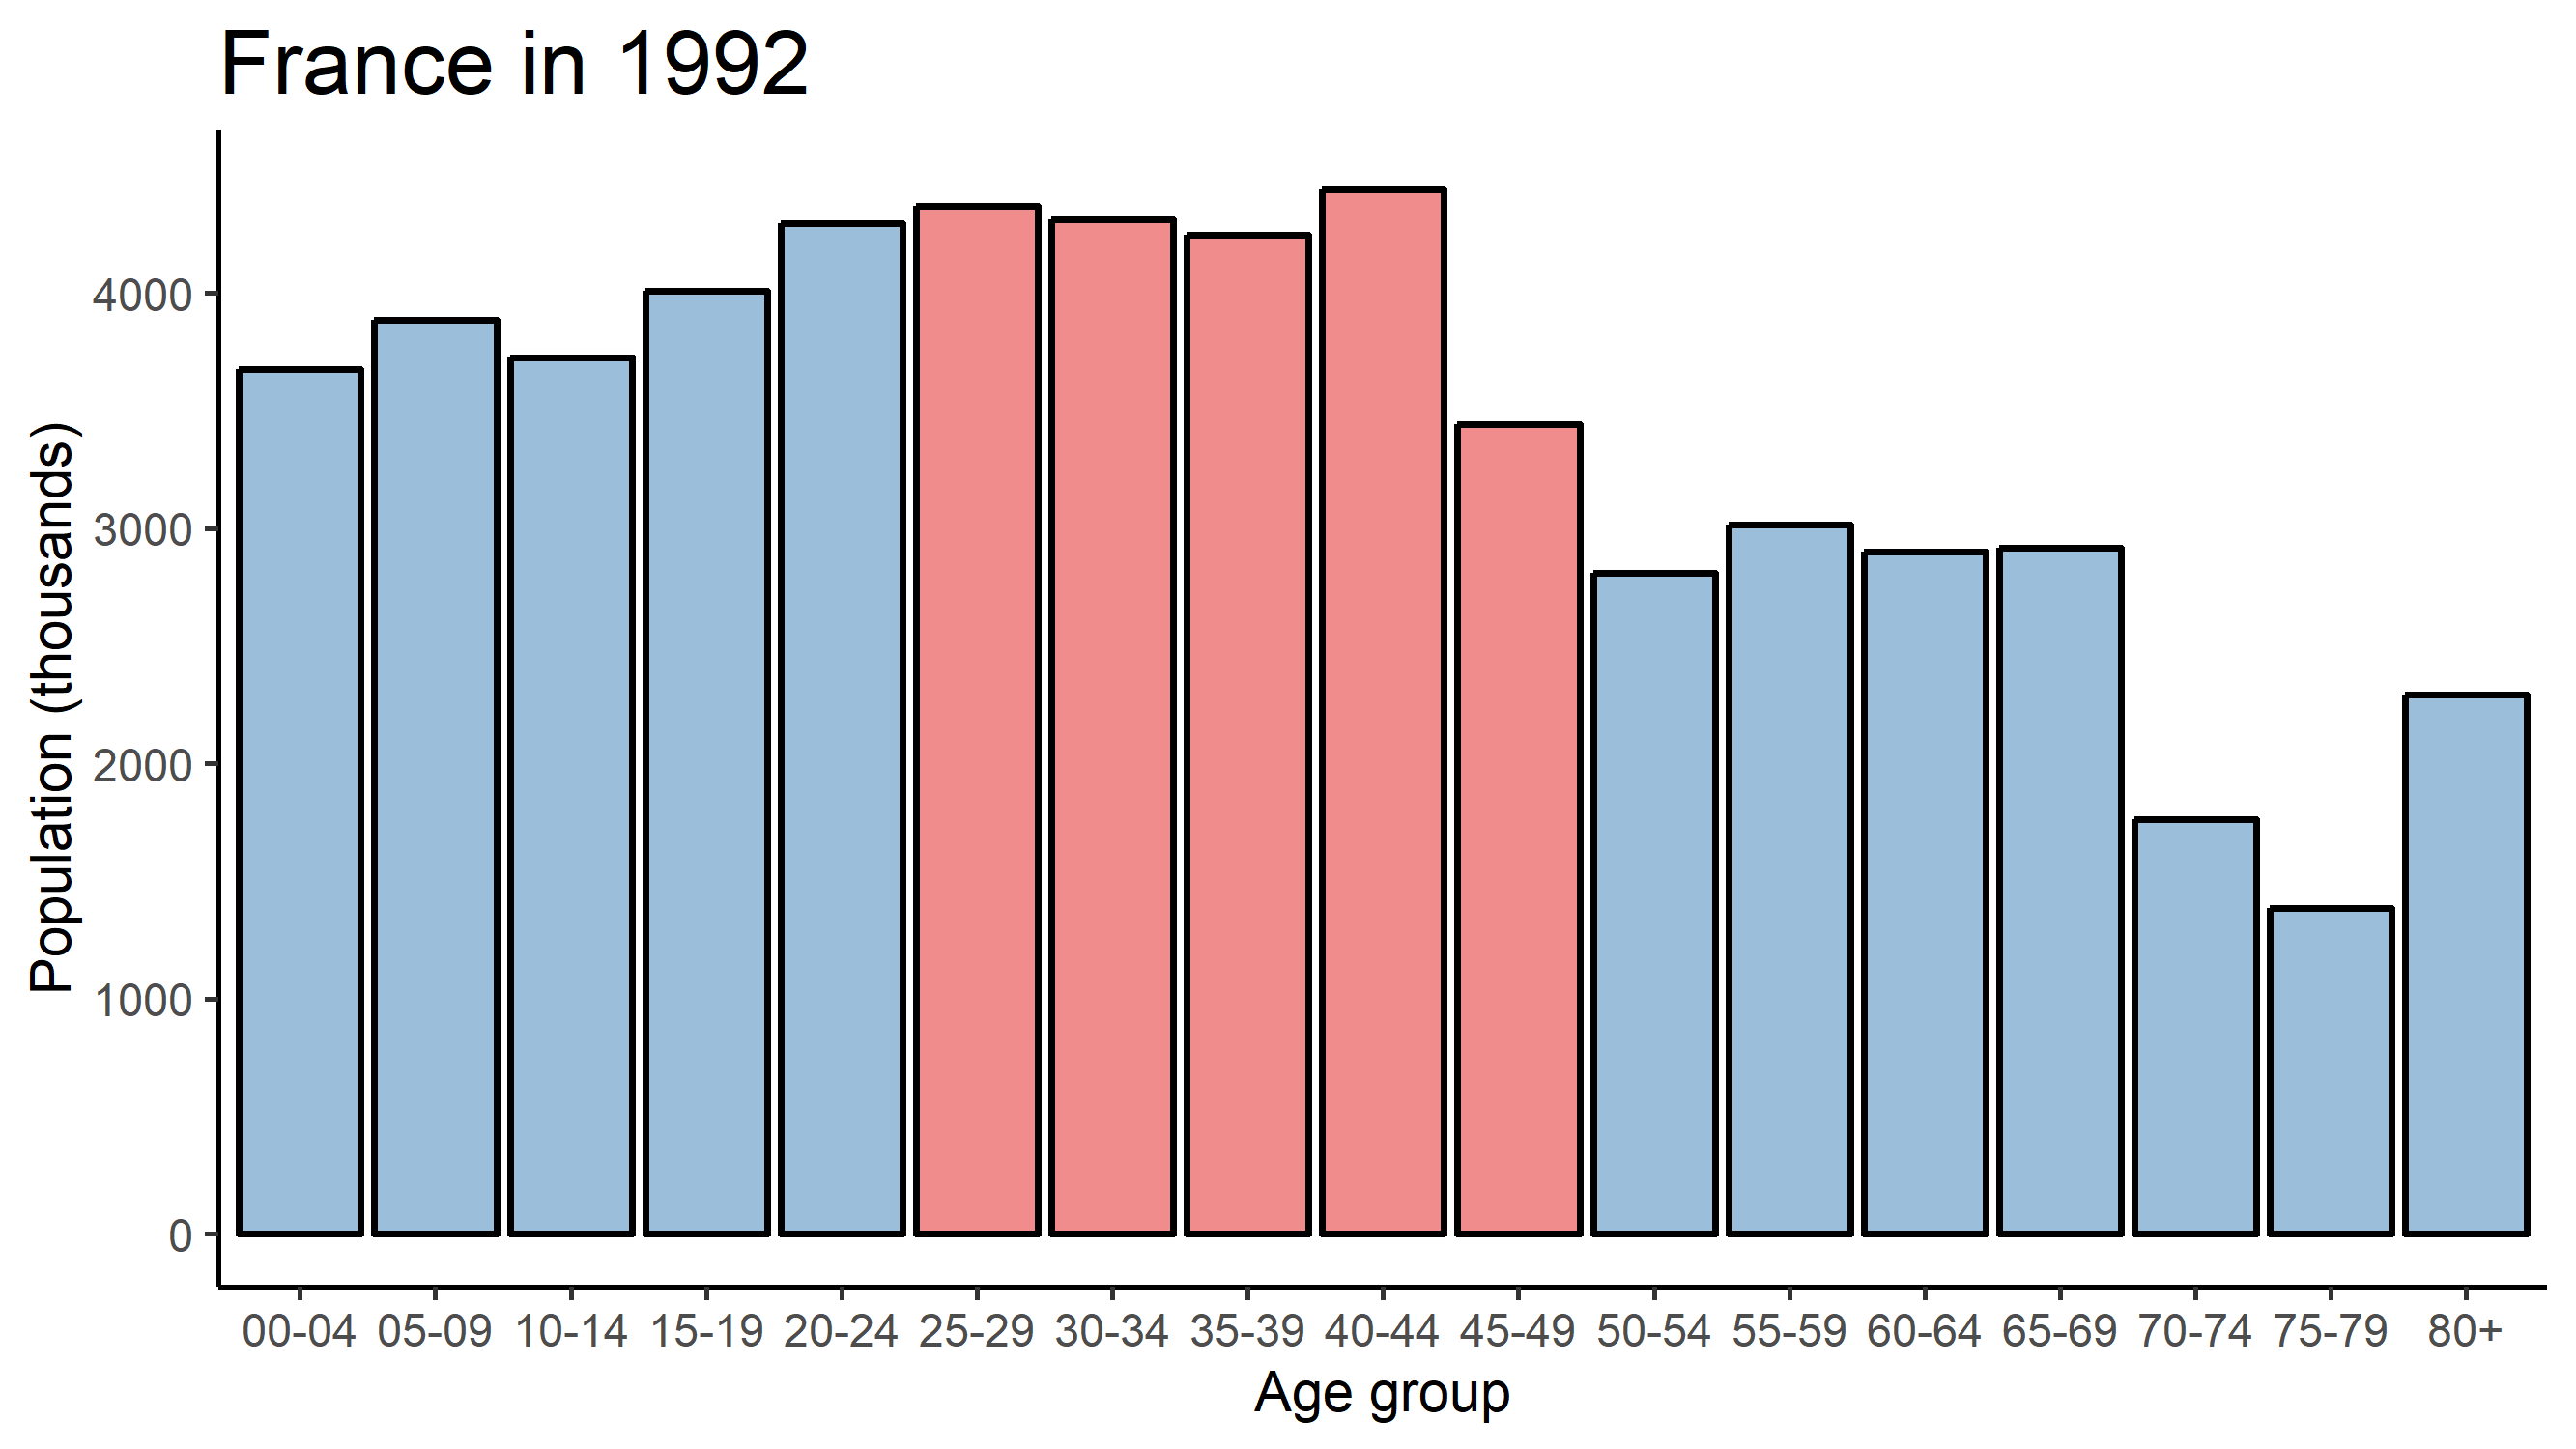 France in 1992
Population (thousands)
4000
3000
2000
1000
0
00-04 05-09 10-14 15-19 20-24 25-29 30-34 35-39 40-44 45-49 50-54 55-59 60-64 65-69 70-74 75-79 80+
Age group